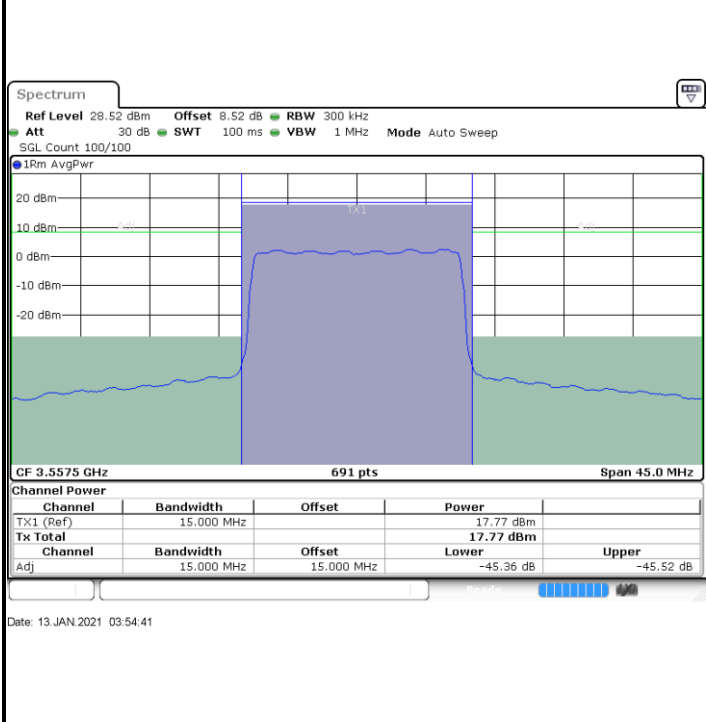 Spectrum
Ref Level 28.52 dBm Offset 8.52 dB RBW 300 kHz
Att 30 dB SWT 100 ms VBW 1 MHz Mode Auto Sweep
SGL Count 100/100
1Rm AvgPwr
20 dBm
TX1
10 dBm
Adj Adj
0 dBm
-10 dBm
-20 dBm
CF 3.5575 GHz 691 pts Span 45.0 MHz
Channel Power
Channel Bandwidth Offset Power
TX1 (Ref) 15.000 MHz 17.77 dBm
Tx Total 17.77 dBm
Channel Bandwidth Offset Lower Upper
Adj 15.000 MHz 15.000 MHz -45.36 dB -45.52 dB
Ready
Date: 13.JAN.2021 03:54:41